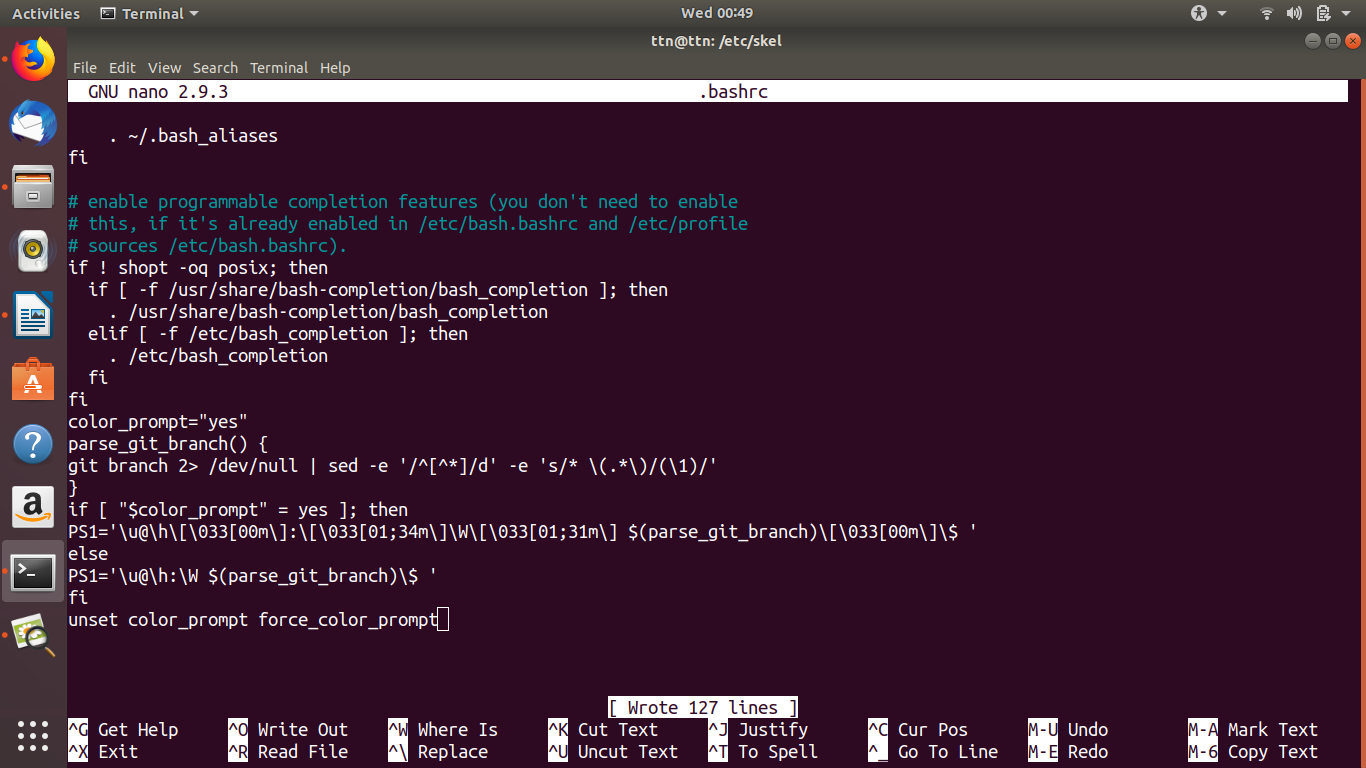 Activities Terminal Wed 00:49
ttn@ttn: /etc/skel
File Edit View Search Terminal Help
GNU nano 2.9.3 .bashrc
. ~/.bash_aliases
fi
# enable programmable completion features (you don't need to enable
# this, if it's already enabled in /etc/bash.bashrc and /etc/profile
# sources /etc/bash.bashrc).
if ! shopt -oq posix; then
  if [ -f /usr/share/bash-completion/bash_completion ]; then
    . /usr/share/bash-completion/bash_completion
  elif [ -f /etc/bash_completion ]; then
    . /etc/bash_completion
  fi
fi
color_prompt="yes"
parse_git_branch() {
git branch 2> /dev/null | sed -e '/^[^*]/d' -e 's/* \(.*\)/(\1)/'
}
if [ "$color_prompt" = yes ]; then
PS1='\u@\h\[\033[00m\]:\[\033[01;34m\]\W\[\033[01;31m\] $(parse_git_branch)\[\033[00m\]\$ '
else
PS1='\u@\h:\W $(parse_git_branch)\$ '
fi
unset color_prompt force_color_prompt
[ Wrote 127 lines ]
^G Get Help ^O Write Out ^W Where Is ^K Cut Text ^J Justify ^C Cur Pos M-U Undo M-A Mark Text
^X Exit ^R Read File ^\ Replace ^U Uncut Text ^T To Spell ^_ Go To Line M-E Redo M-6 Copy Text